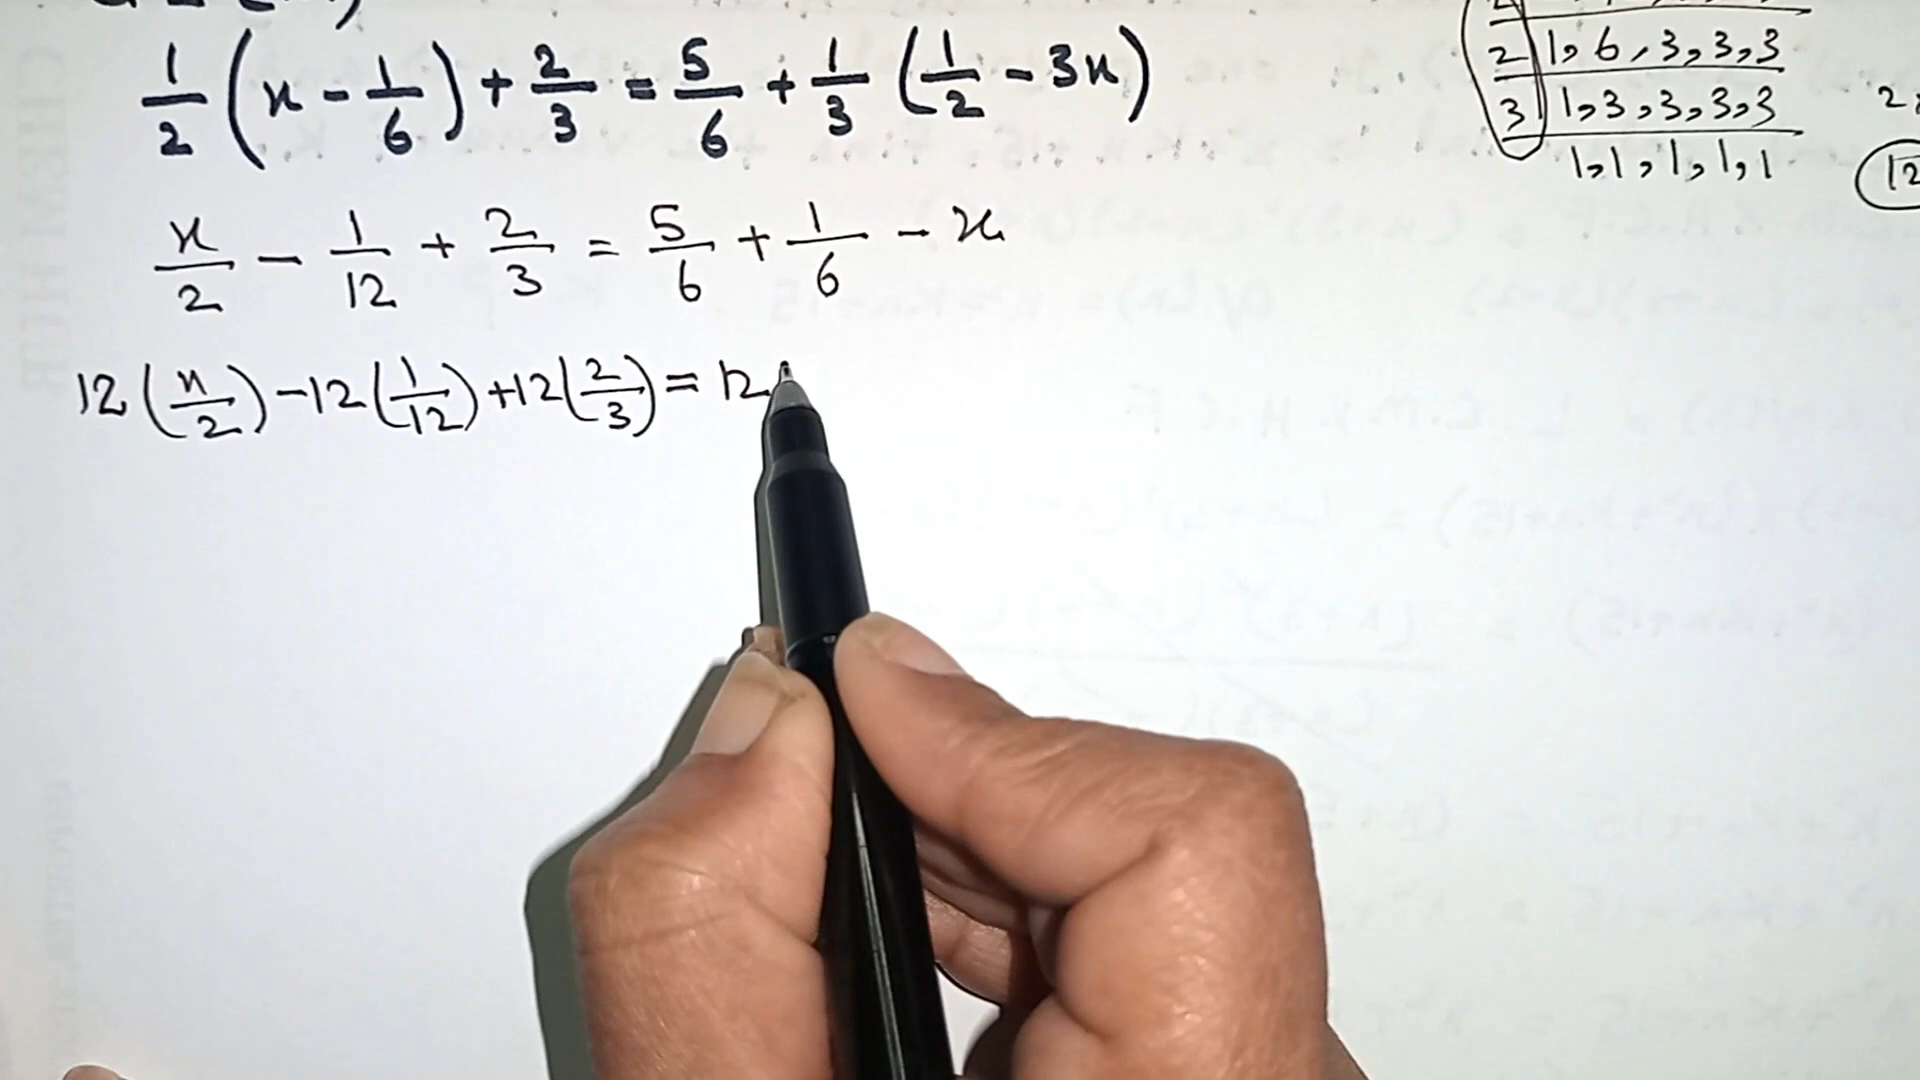 1/2 (x - 1/6) + 2/3 = 5/6 + 1/3 (1/2 - 3x)
x/2 - 1/12 + 2/3 = 5/6 + 1/6 - x
12(x/2) - 12(1/12) + 12(2/3) = 12
2 | 1, 6, 3, 3, 3
3 | 1, 3, 3, 3, 3
1, 1, 1, 1, 1
12